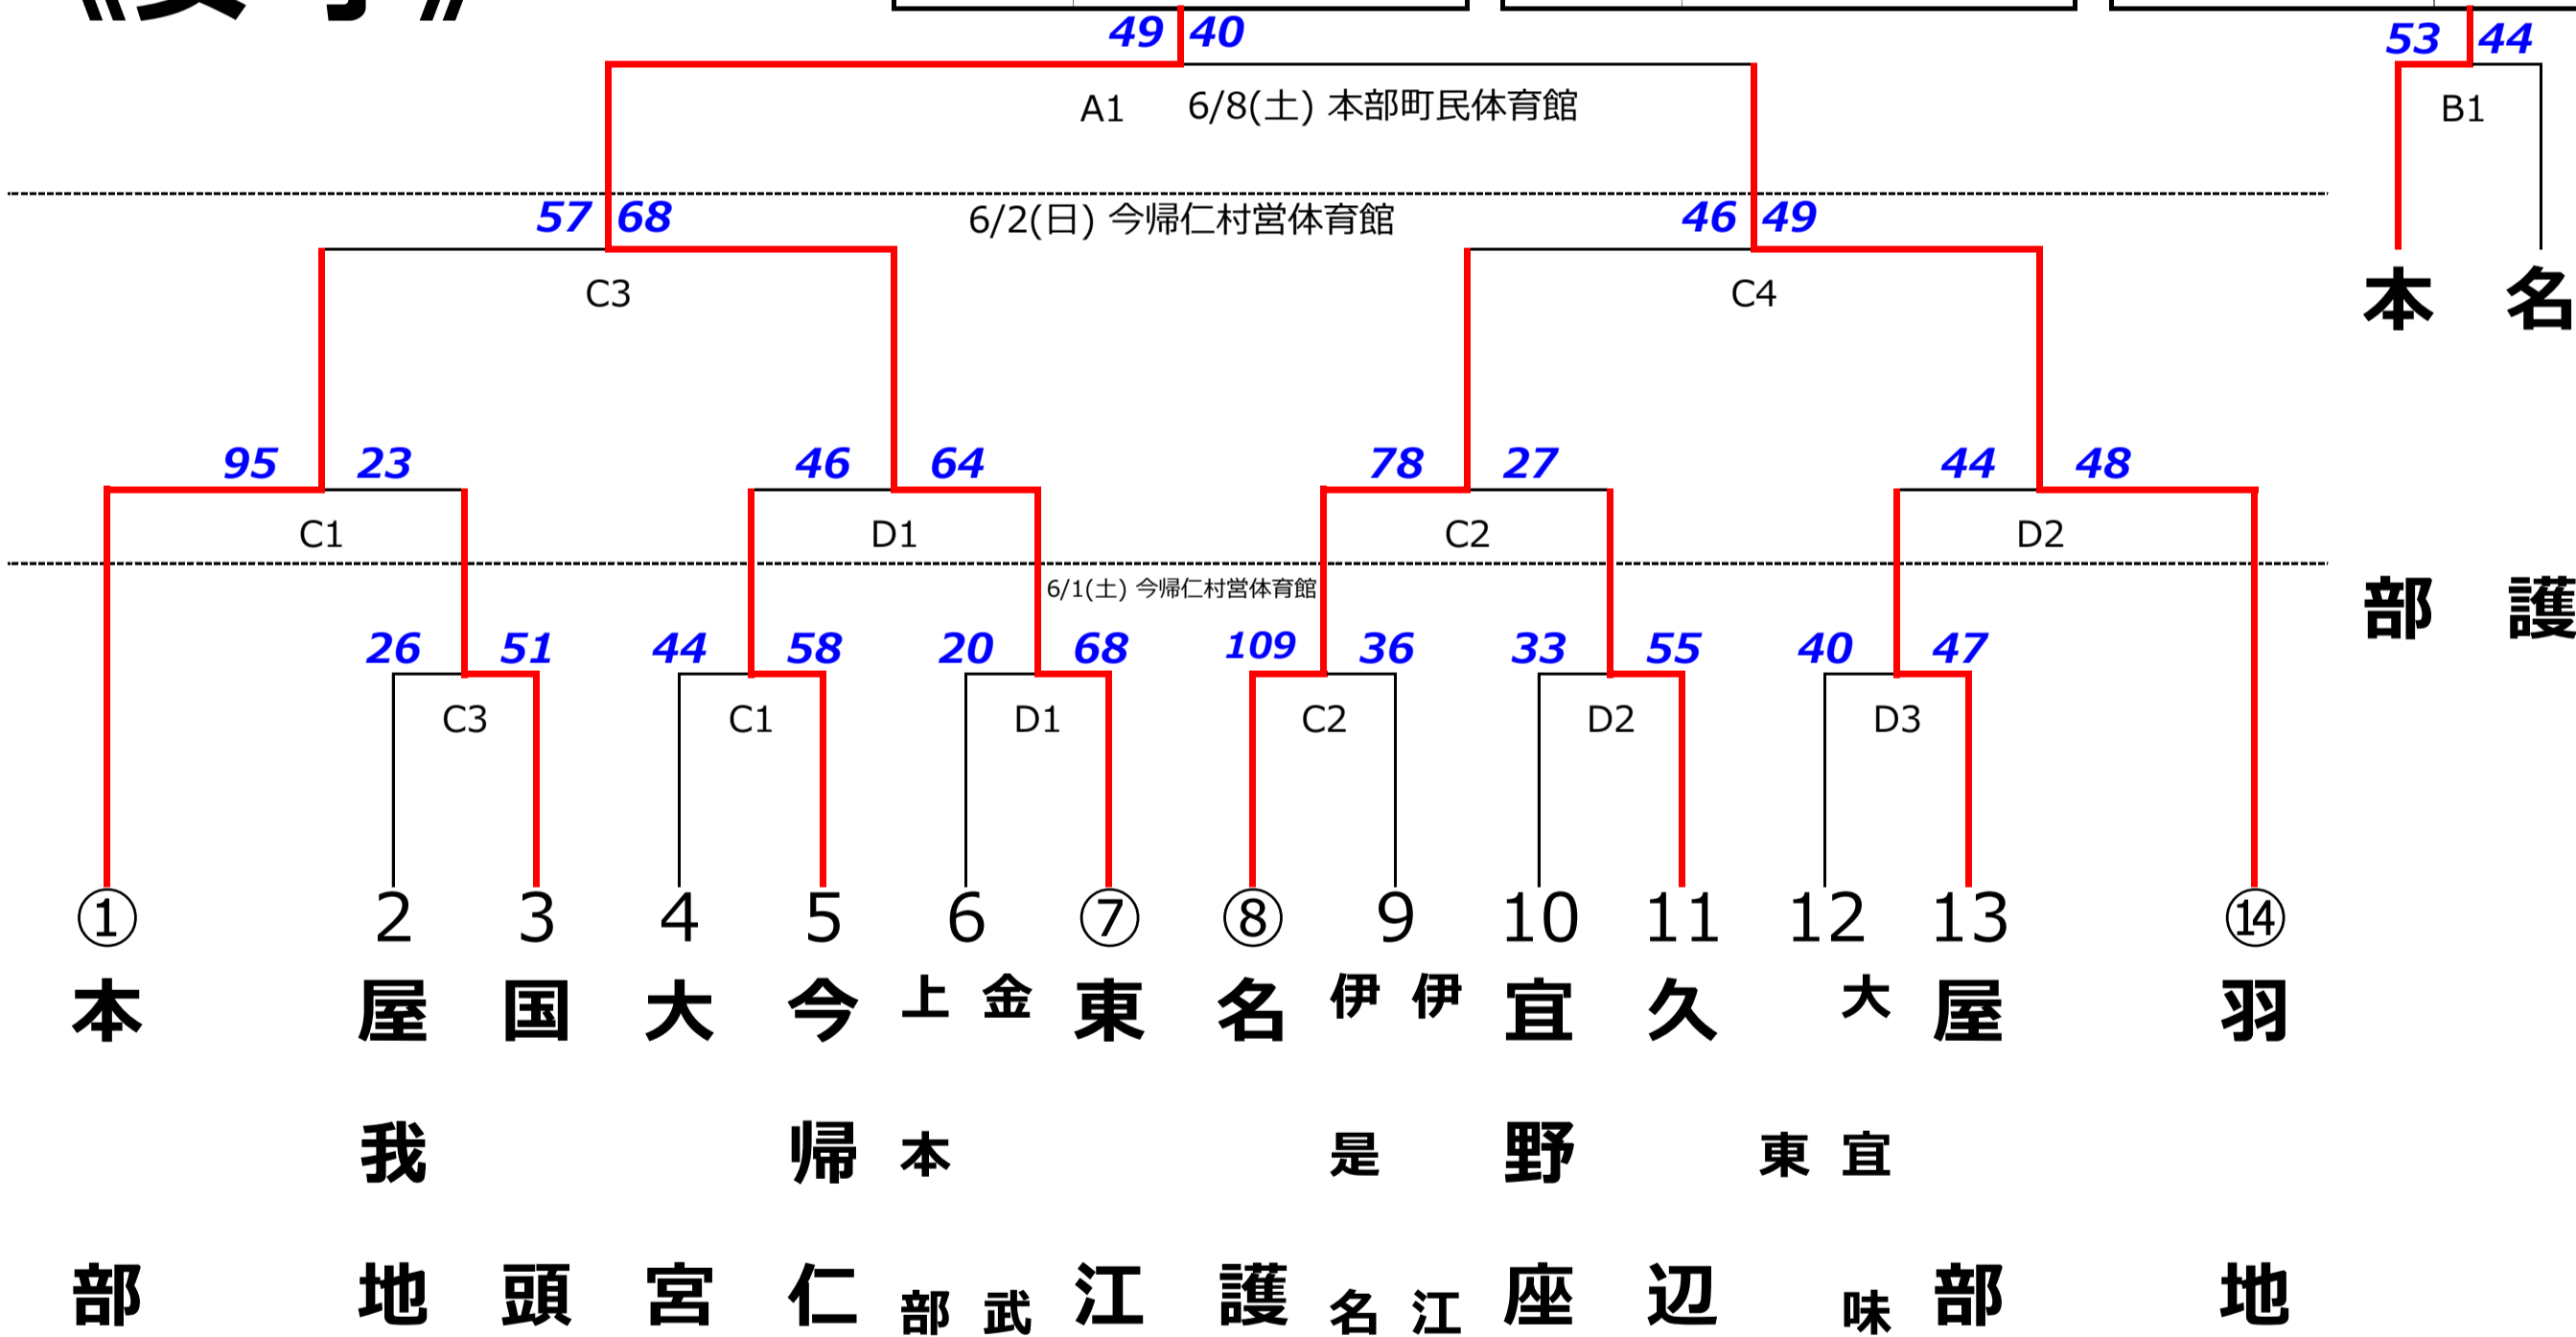 49 40 53 44
A1 6/8(土) 本部町民体育館 B1
57 68 6/2(日) 今帰仁村営体育館 46 49
C3 C4
本部 名護
95 23 46 64 78 27 44 48
C1 D1 C2 D2
6/1(土) 今帰仁村営体育館
26 51 44 58 20 68 109 36 33 55 40 47
C3 C1 D1 C2 D2 D3
① 2 3 4 5 6 ⑦ ⑧ 9 10 11 12 13 ⑭
本部
屋我地
国頭
大宮
今帰仁
上本部
金武
東江
名護
伊是名
伊江
宜野座
久辺
東
大宜味
屋部
羽地